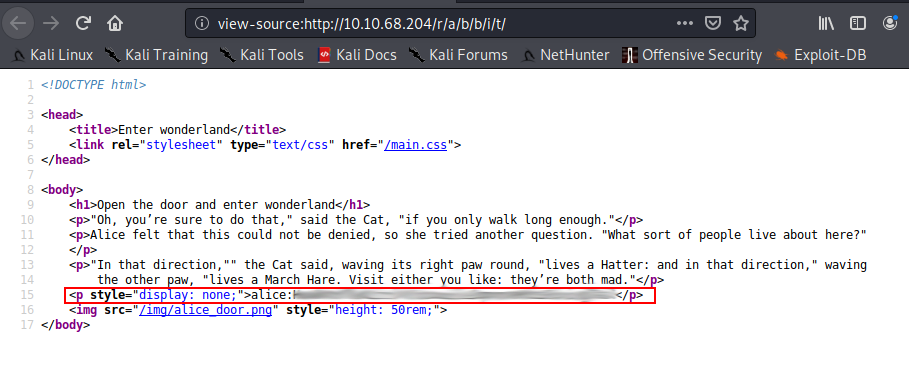 view-source:http://10.10.68.204/r/a/b/b/i/t/
Kali Linux Kali Training Kali Tools Kali Docs Kali Forums NetHunter Offensive Security Exploit-DB
1 <!DOCTYPE html>
2
3 <head>
4 <title>Enter wonderland</title>
5 <link rel="stylesheet" type="text/css" href="/main.css">
6 </head>
7
8 <body>
9 <h1>Open the door and enter wonderland</h1>
10 <p>"Oh, you’re sure to do that," said the Cat, "if you only walk long enough."</p>
11 <p>Alice felt that this could not be denied, so she tried another question. "What sort of people live about here?"
12 </p>
13 <p>"In that direction,"" the Cat said, waving its right paw round, "lives a Hatter: and in that direction," waving
14 the other paw, "lives a March Hare. Visit either you like: they’re both mad."</p>
15 <p style="display: none;">alice:</p>
16 <img src="/img/alice_door.png" style="height: 50rem;">
17 </body>